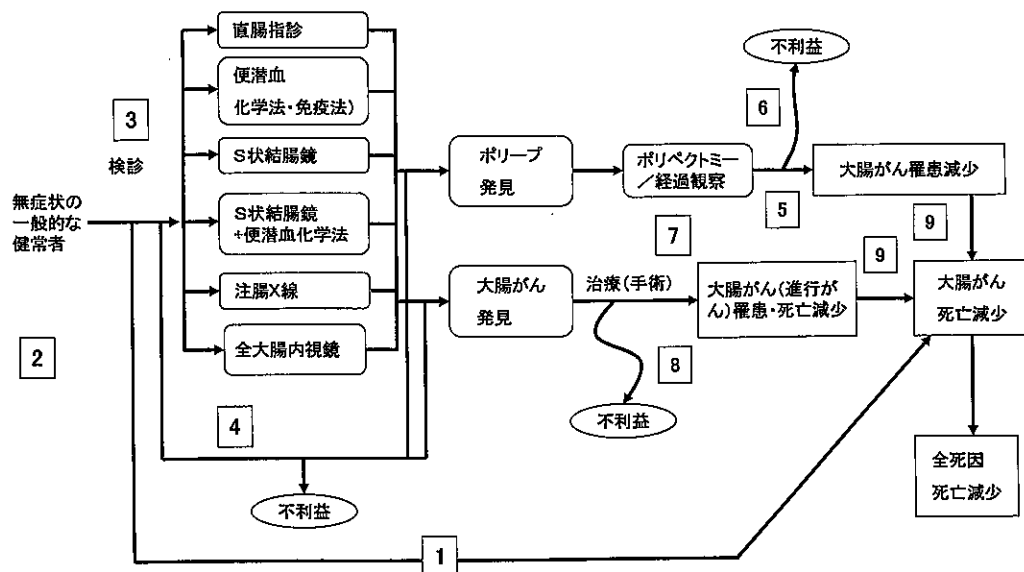 直腸指診
便潜血
化学法・免疫法)
S状結腸鏡
S状結腸鏡
+便潜血化学法
注腸X線
全大腸内視鏡
3
検診
無症状の
一般的な
健常者
2
4
不利益
1
ポリープ
発見
ポリペクトミー
/経過観察
不利益
6
5
大腸がん罹患減少
9
7
大腸がん
発見
治療(手術)
大腸がん(進行が
ん)罹患・死亡減少
9
大腸がん
死亡減少
8
不利益
全死因
死亡減少